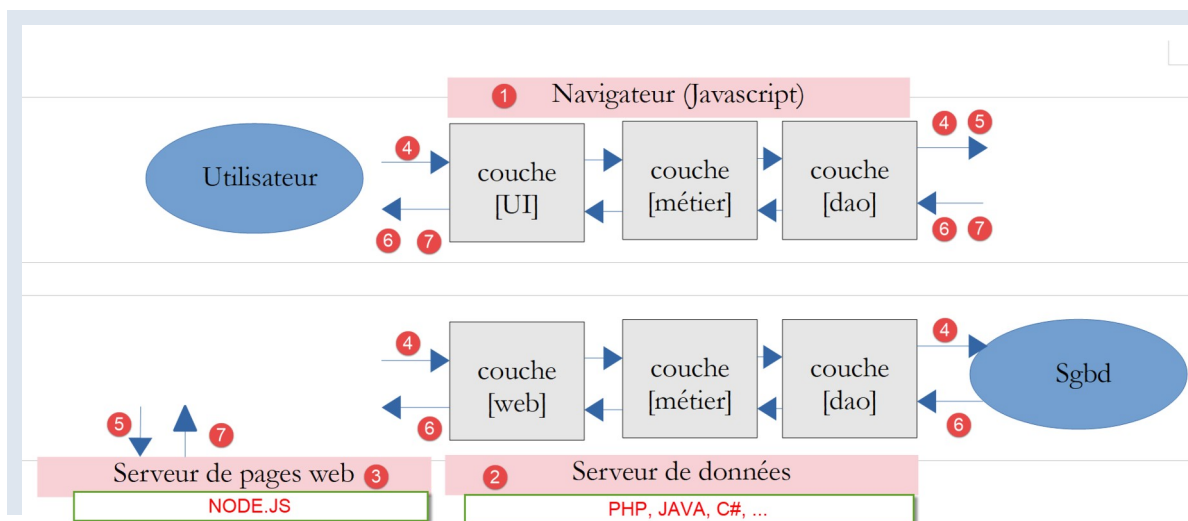 1 Navigateur (Javascript)
4
4 5
Utilisateur
couche
[UI]
couche
[métier]
couche
[dao]
6 7
6 7
4
4
couche
[web]
couche
[métier]
couche
[dao]
Sgbd
5
7
6
6
Serveur de pages web 3
2 Serveur de données
NODE.JS
PHP, JAVA, C#, ...